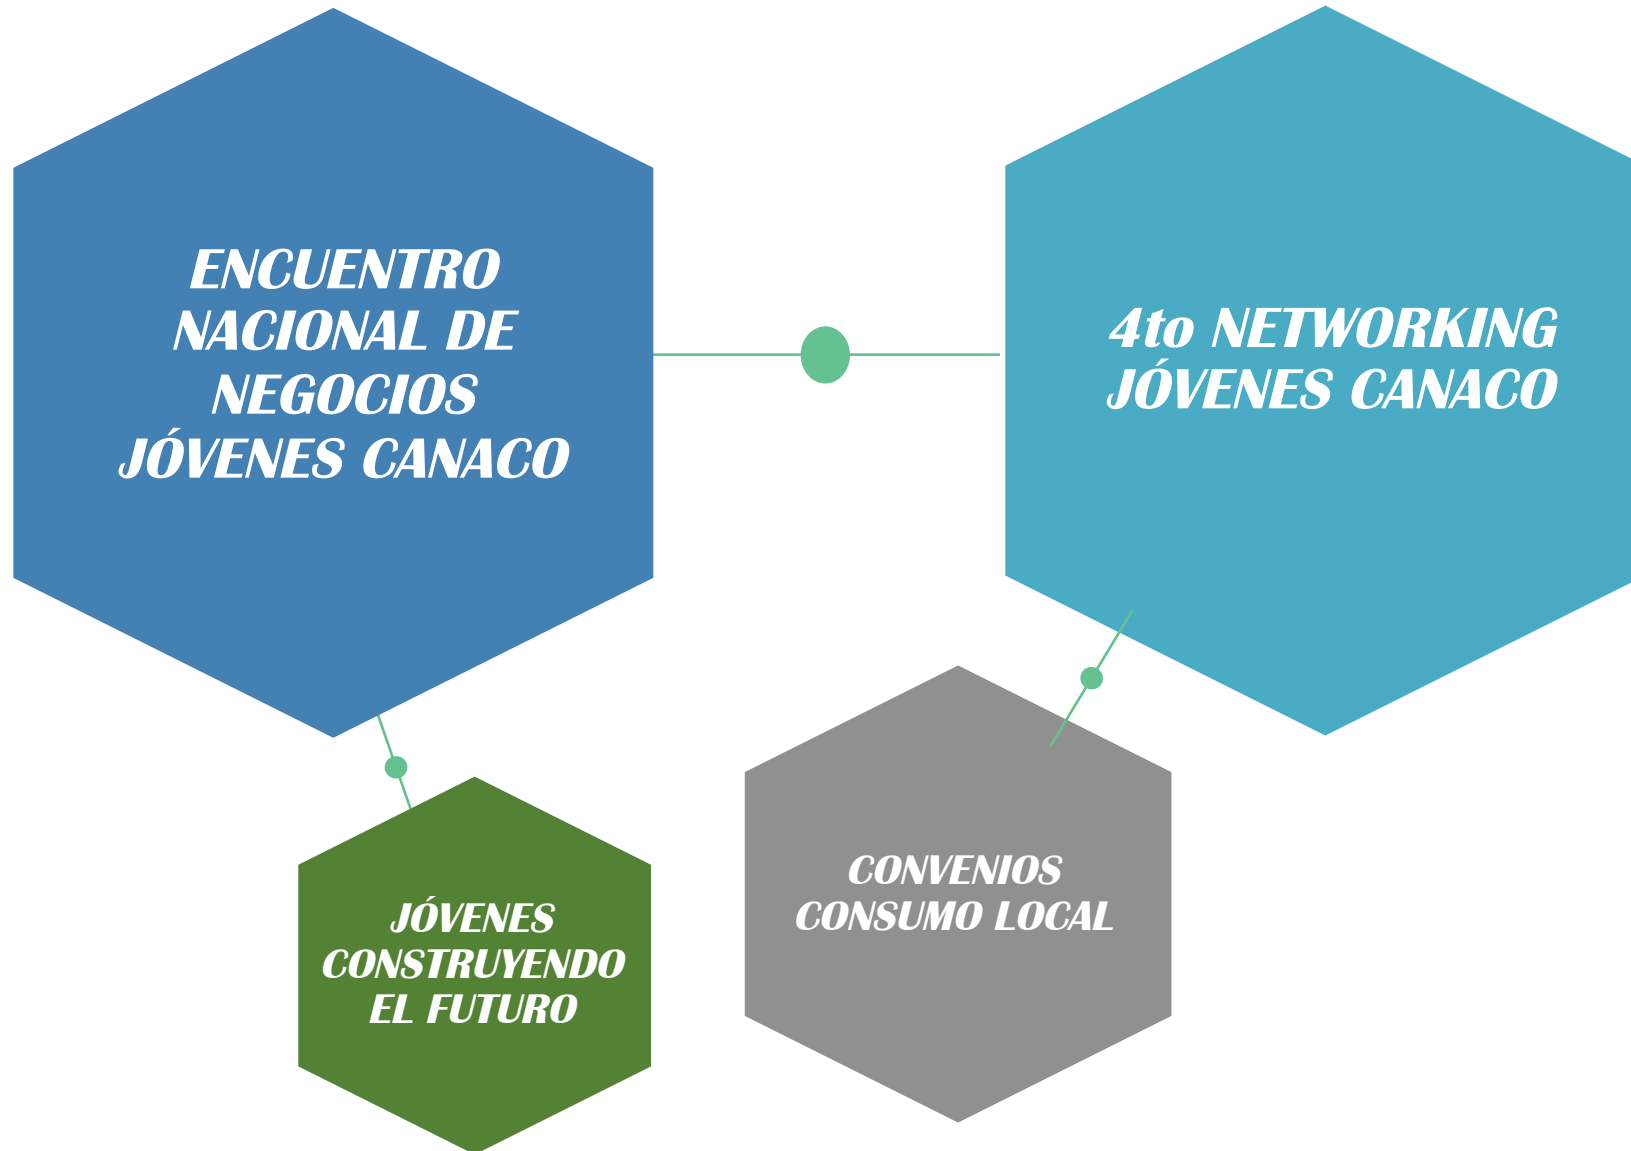 ENCUENTRO
NACIONAL DE
NEGOCIOS
JÓVENES CANACO
4to NETWORKING
JÓVENES CANACO
JÓVENES
CONSTRUYENDO
EL FUTURO
CONVENIOS
CONSUMO LOCAL